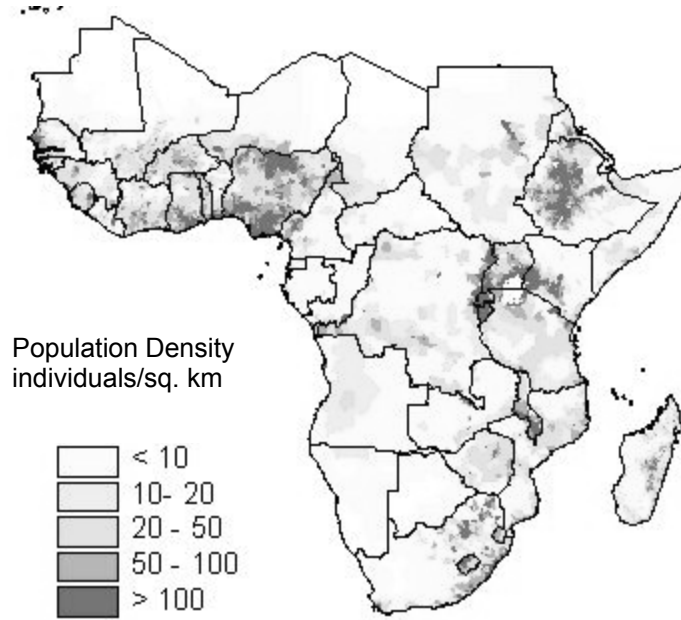 Population Density
individuals/sq. km
< 10
10- 20
20 - 50
50 - 100
> 100